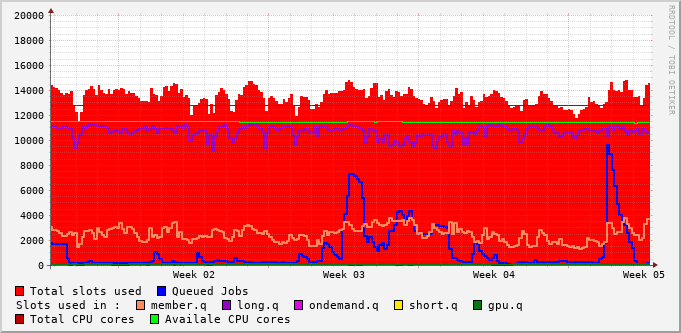 20000
18000
16000
14000
12000
10000
8000
6000
4000
2000
0
Week 02 Week 03 Week 04 Week 05
RRDTOOL / TOBI OETIKER
Total slots used Queued Jobs
Slots used in : member.q long.q ondemand.q short.q gpu.q
Total CPU cores Availale CPU cores